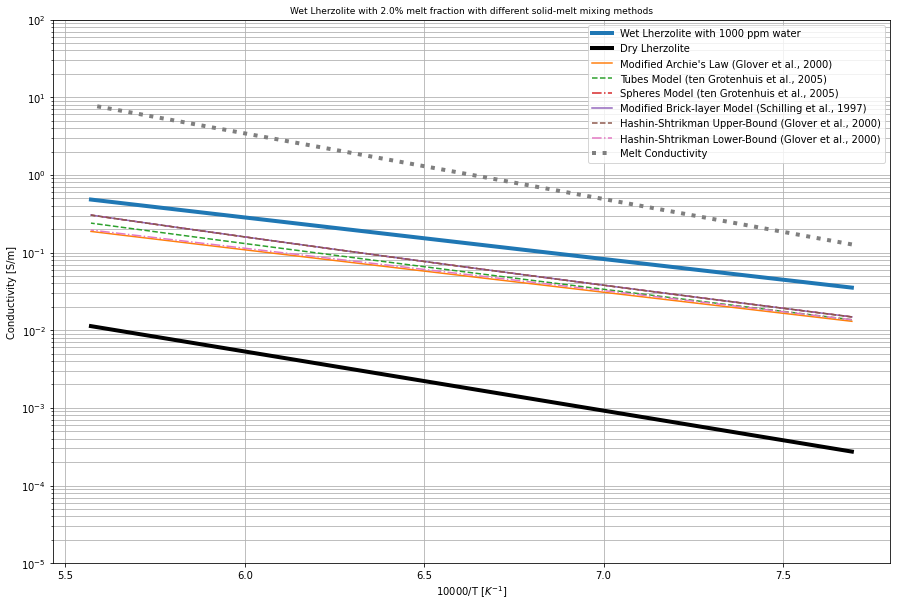 Wet Lherzolite with 2.0% melt fraction with different solid-melt mixing methods
Wet Lherzolite with 1000 ppm water
Dry Lherzolite
Modified Archie's Law (Glover et al., 2000)
Tubes Model (ten Grotenhuis et al., 2005)
Spheres Model (ten Grotenhuis et al., 2005)
Modified Brick-layer Model (Schilling et al., 1997)
Hashin-Shtrikman Upper-Bound (Glover et al., 2000)
Hashin-Shtrikman Lower-Bound (Glover et al., 2000)
Melt Conductivity
Conductivity [S/m]
10²
10¹
10⁰
10⁻¹
10⁻²
10⁻³
10⁻⁴
10⁻⁵
5.5 6.0 6.5 7.0 7.5
10000/T [K⁻¹]